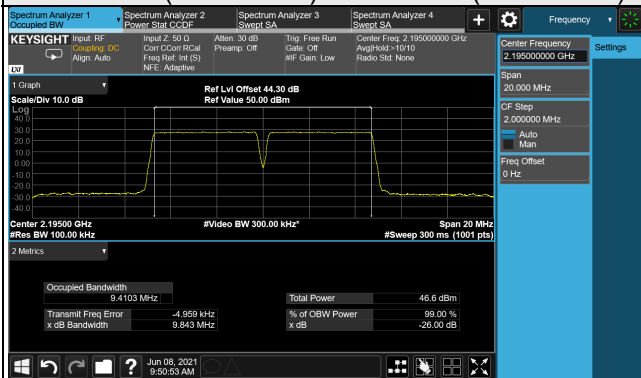 Spectrum Analyzer 1
Occupied BW
Spectrum Analyzer 2
Power Stat CCDF
Spectrum Analyzer 3
Swept SA
Spectrum Analyzer 4
Swept SA
+
Frequency
KEYSIGHT
Input: RF
Coupling: DC
Align: Auto
Input Z: 50 Ω
Corr CCorr RCal
Freq Ref: Int (S)
NFE: Adaptive
Atten: 30 dB
Preamp: Off
Trig: Free Run
Gate: Off
#IF Gain: Low
Center Freq: 2.195000000 GHz
Avg|Hold:>10/10
Radio Std: None
LXI
Center Frequency
2.195000000 GHz
Settings
Span
20.000 MHz
CF Step
2.000000 MHz
Auto
Man
Freq Offset
0 Hz
1 Graph
Scale/Div 10.0 dB
Ref Lvl Offset 44.30 dB
Ref Value 50.00 dBm
Log
40.0
30.0
20.0
10.0
0.00
-10.0
-20.0
-30.0
-40.0
Center 2.19500 GHz
#Res BW 100.00 kHz
#Video BW 300.00 kHz*
Span 20 MHz
#Sweep 300 ms (1001 pts)
2 Metrics
Occupied Bandwidth
9.4103 MHz
Total Power 46.6 dBm
Transmit Freq Error -4.959 kHz
% of OBW Power 99.00 %
x dB Bandwidth 9.843 MHz
x dB -26.00 dB
?
Jun 08, 2021
9:50:53 AM